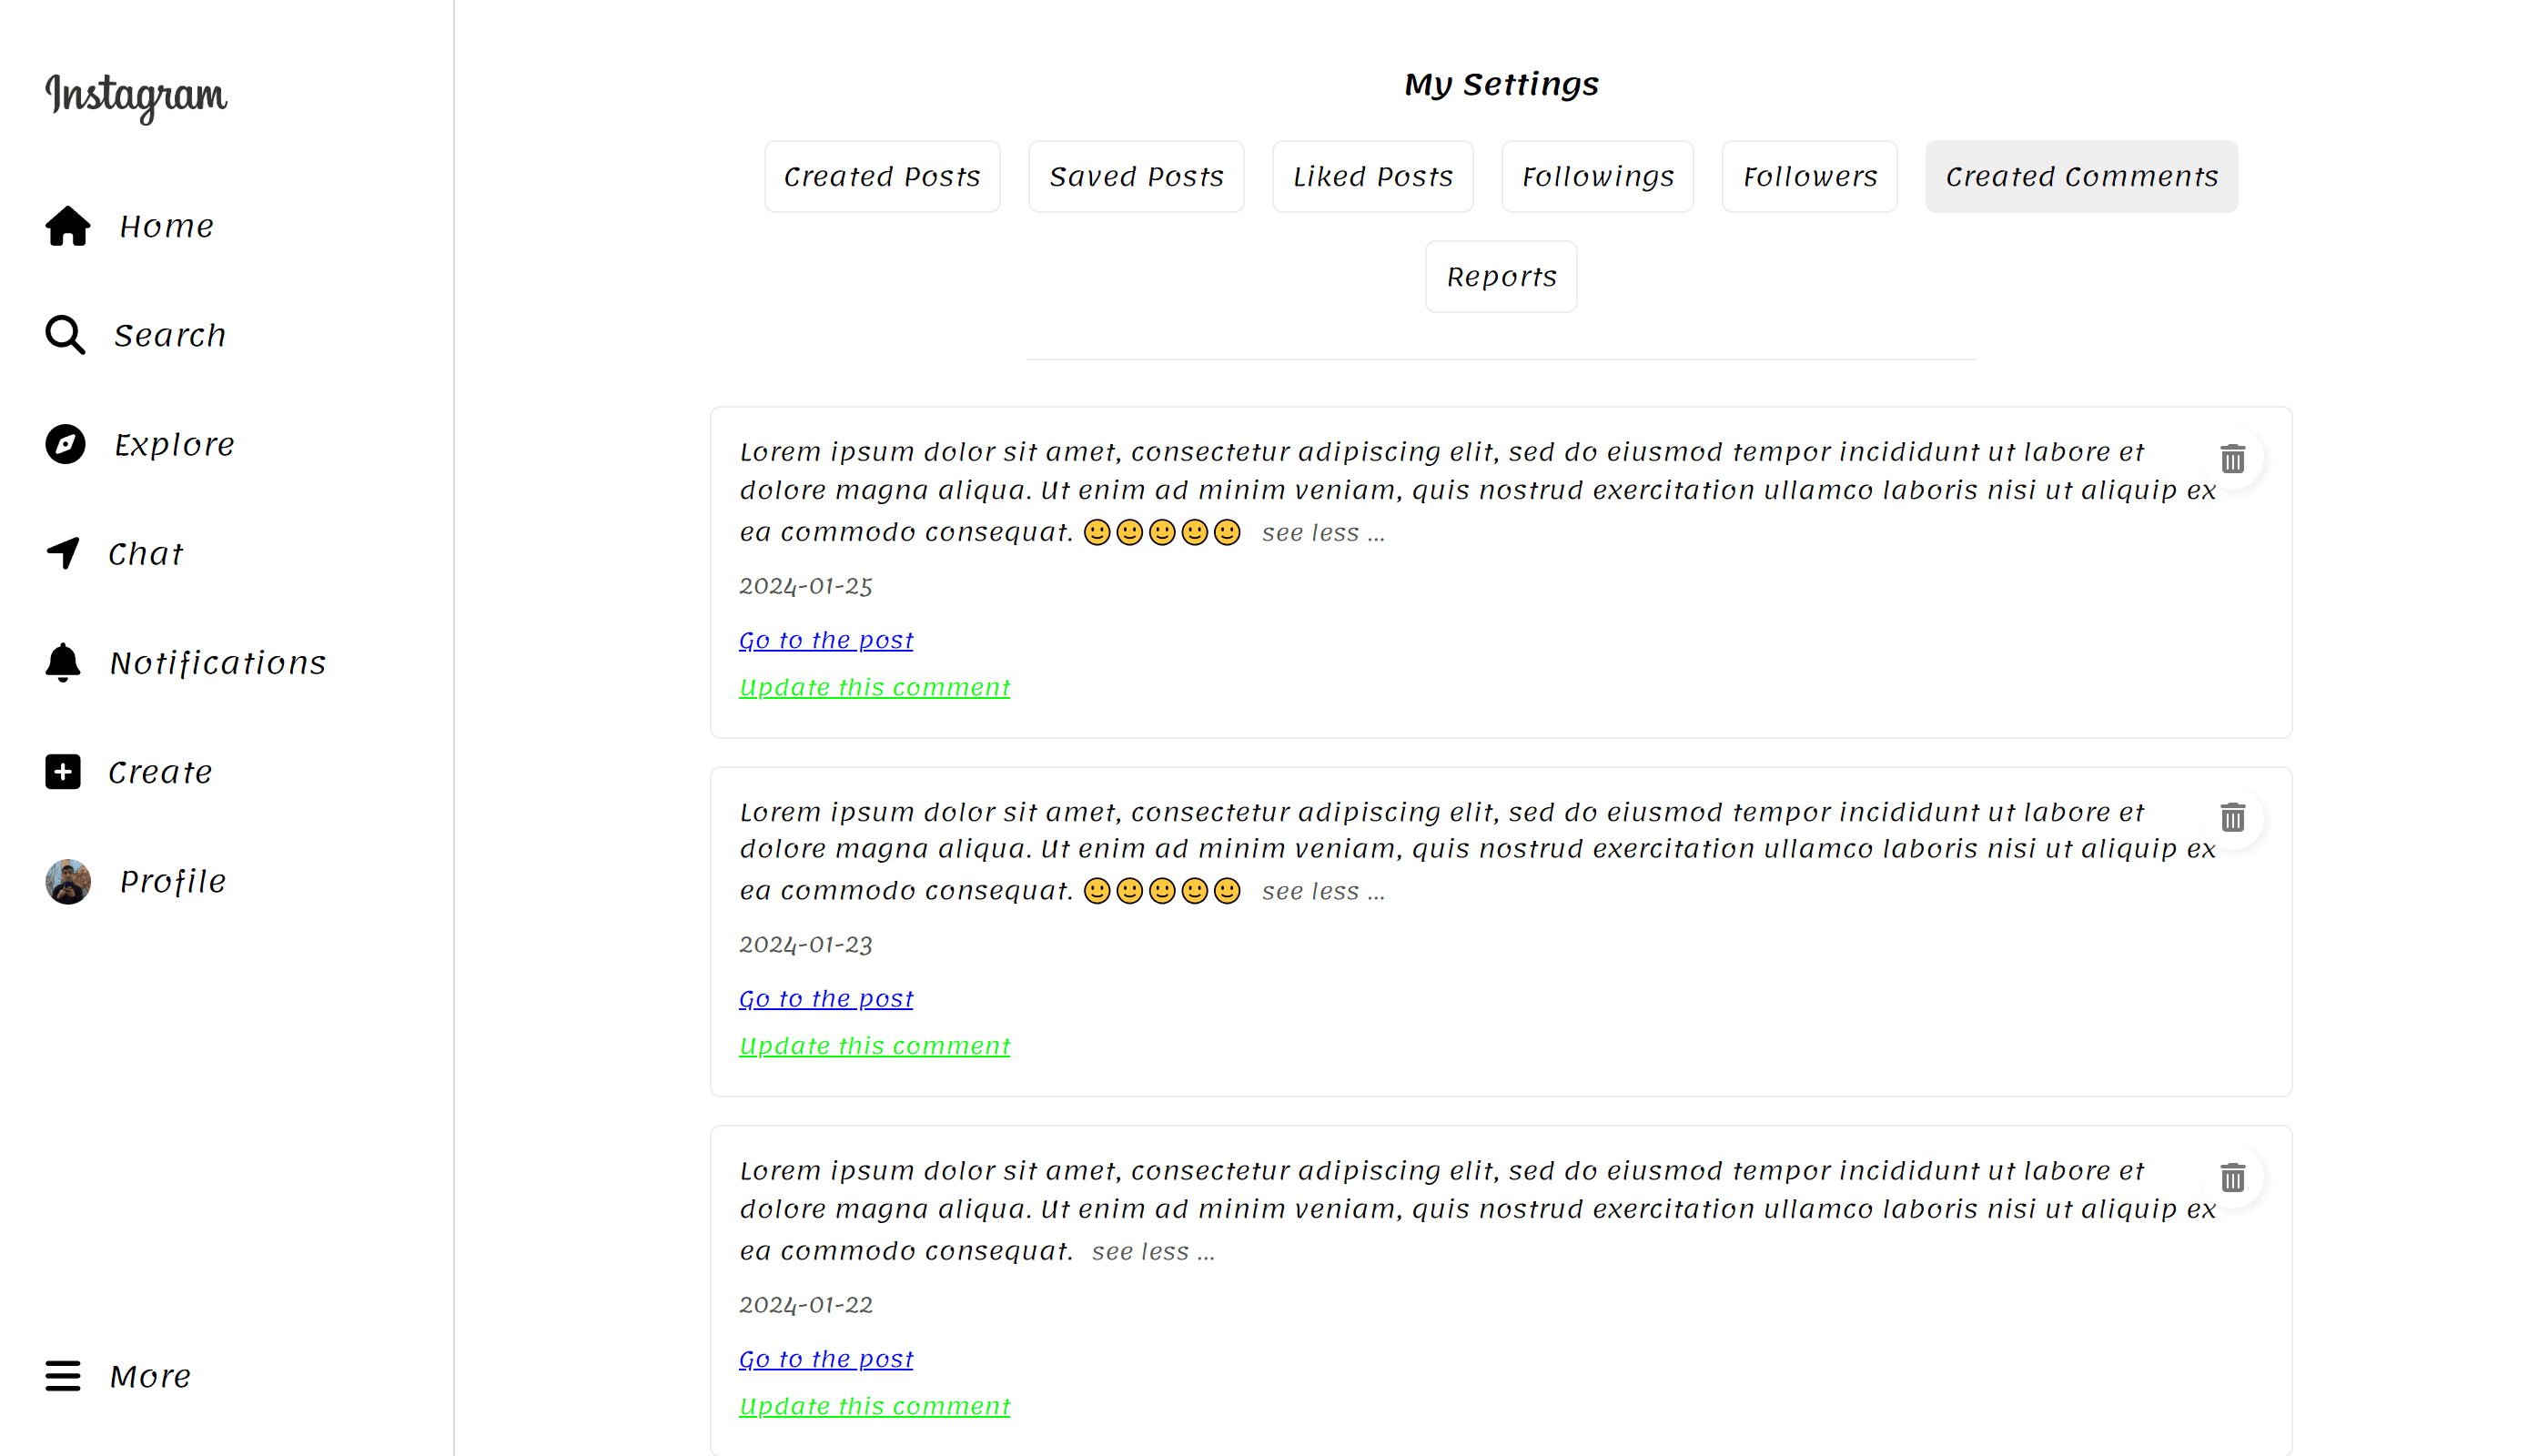 Instagram
Home
Search
Explore
Chat
Notifications
Create
Profile
More
My Settings
Created Posts
Saved Posts
Liked Posts
Followings
Followers
Created Comments
Reports
Lorem ipsum dolor sit amet, consectetur adipiscing elit, sed do eiusmod tempor incididunt ut labore et
dolore magna aliqua. Ut enim ad minim veniam, quis nostrud exercitation ullamco laboris nisi ut aliquip ex
ea commodo consequat. 🙂🙂🙂🙂🙂 see less ...
2024-01-25
Go to the post
Update this comment
Lorem ipsum dolor sit amet, consectetur adipiscing elit, sed do eiusmod tempor incididunt ut labore et
dolore magna aliqua. Ut enim ad minim veniam, quis nostrud exercitation ullamco laboris nisi ut aliquip ex
ea commodo consequat. 🙂🙂🙂🙂🙂 see less ...
2024-01-23
Go to the post
Update this comment
Lorem ipsum dolor sit amet, consectetur adipiscing elit, sed do eiusmod tempor incididunt ut labore et
dolore magna aliqua. Ut enim ad minim veniam, quis nostrud exercitation ullamco laboris nisi ut aliquip ex
ea commodo consequat. see less ...
2024-01-22
Go to the post
Update this comment